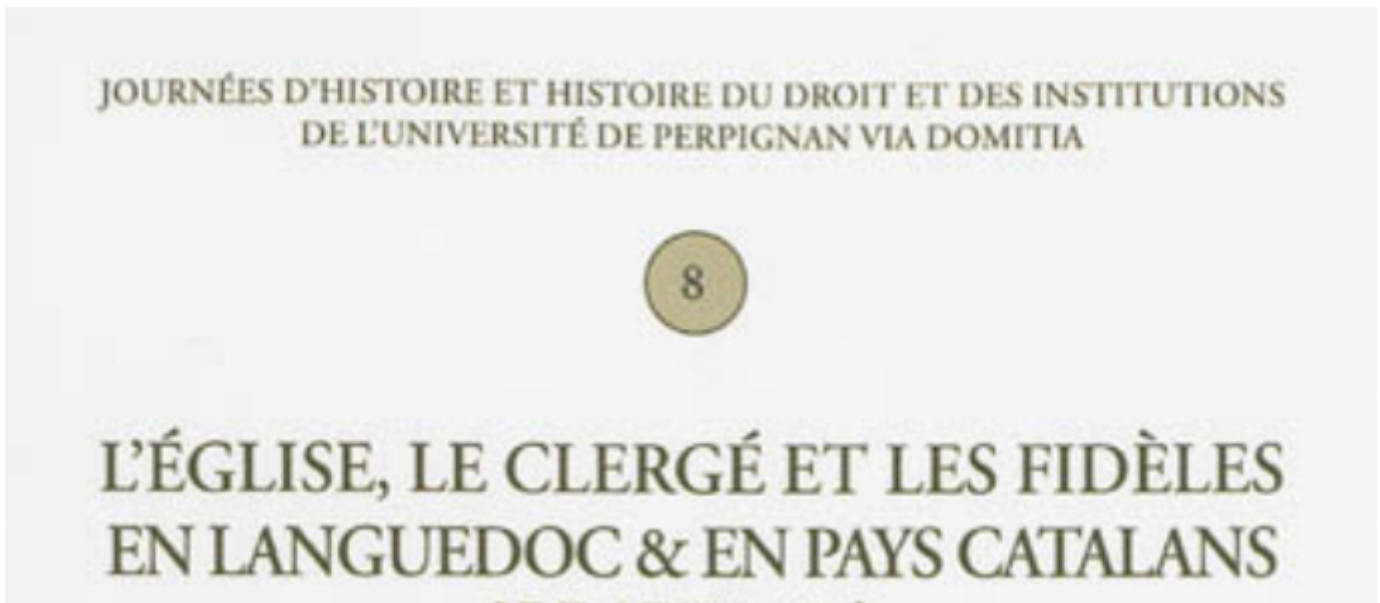 JOURNÉES D'HISTOIRE ET HISTOIRE DU DROIT ET DES INSTITUTIONS
DE L'UNIVERSITÉ DE PERPIGNAN VIA DOMITIA
8
L'ÉGLISE, LE CLERGÉ ET LES FIDÈLES
EN LANGUEDOC & EN PAYS CATALANS